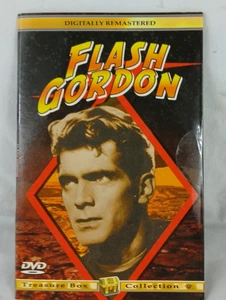 DIGITALLY REMASTERED
FLASH
GORDON
DVD
Treasure Box Collection